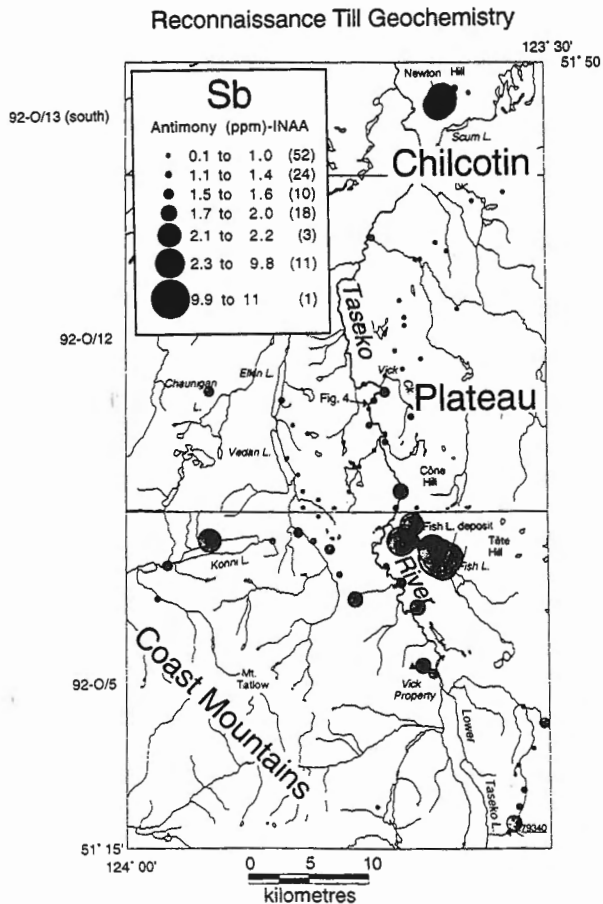 Reconnaissance Till Geochemistry
123° 30'
51° 50'
92-O/13 (south)
Sb
Antimony (ppm)-INAA
0.1 to 1.0 (52)
1.1 to 1.4 (24)
1.5 to 1.6 (10)
1.7 to 2.0 (18)
2.1 to 2.2 (3)
2.3 to 9.8 (11)
9.9 to 11 (1)
Newton Hill
Scum L.
Chilcotin
Taseko
92-O/12
Elkin L.
Chaunigan
L.
Vick
Ck
Fig. 4
Plateau
Vedan L.
Cône
Hill
Fish L. deposit
Tête
Hill
Fish L.
Konni L.
River
Coast Mountains
Mt.
Tatlow
92-O/5
Vick
Property
Lower
Taseko L.
79340
51° 15'
124° 00'
0 5 10
kilometres